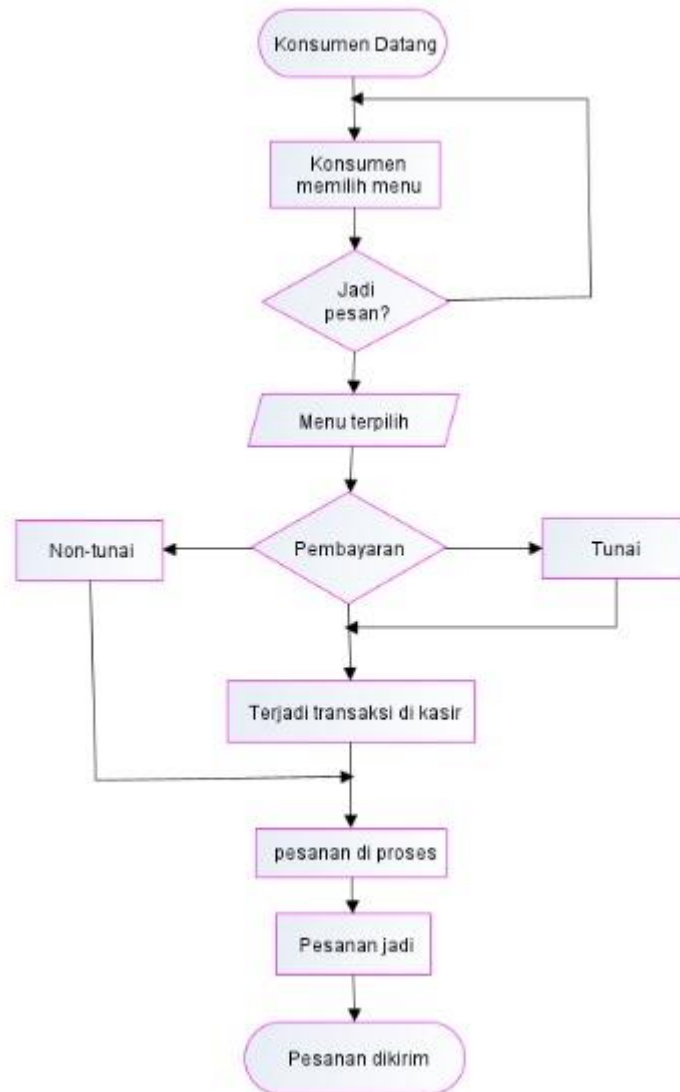 Konsumen Datang
Konsumen
memilih menu
Jadi
pesan?
Menu terpilih
Non-tunai
Pembayaran
Tunai
Terjadi transaksi di kasir
pesanan di proses
Pesanan jadi
Pesanan dikirim